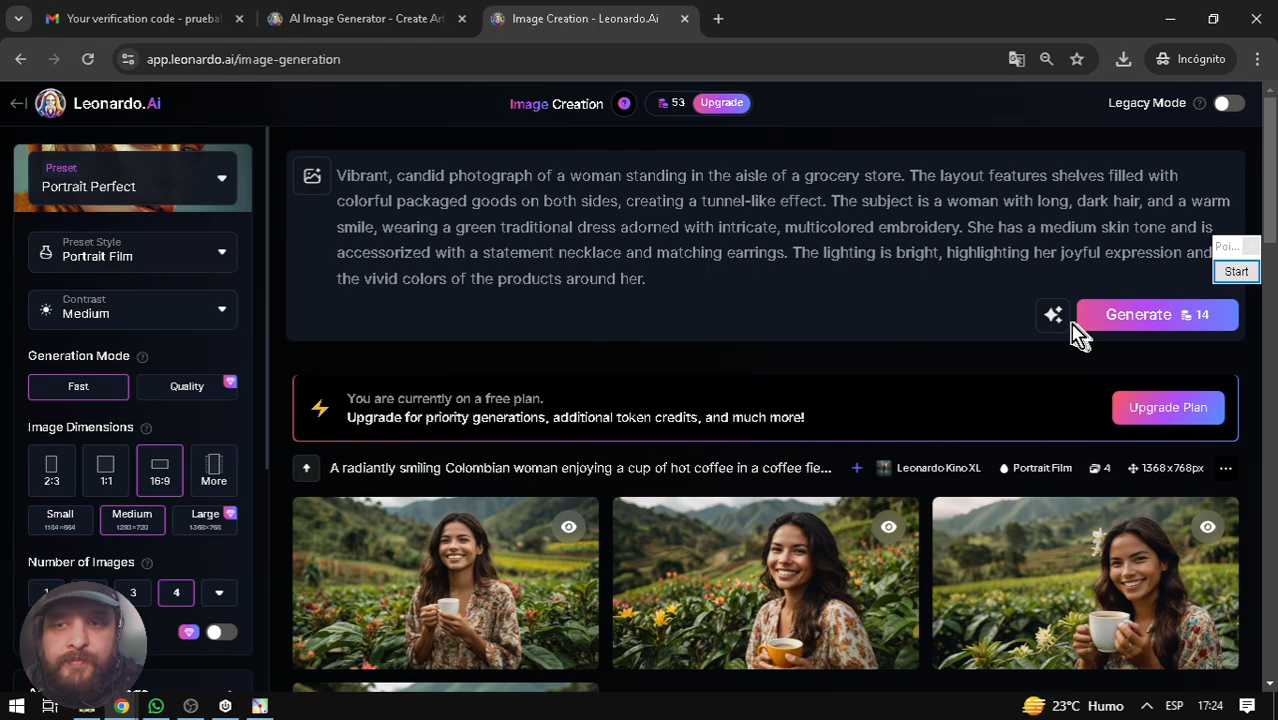 Your verification code - prueba
AI Image Generator - Create Art
Image Creation - Leonardo.Ai
app.leonardo.ai/image-generation
Incógnito
Leonardo.Ai
Image Creation
?
53
Upgrade
Legacy Mode
Preset
Portrait Perfect
Preset Style
Portrait Film
Contrast
Medium
Generation Mode
Fast
Quality
Image Dimensions
2:3
1:1
16:9
More
Small
1184×664
Medium
1280×720
Large
1368×768
Number of Images
3
4
Vibrant, candid photograph of a woman standing in the aisle of a grocery store. The layout features shelves filled with
colorful packaged goods on both sides, creating a tunnel-like effect. The subject is a woman with long, dark hair, and a warm
smile, wearing a green traditional dress adorned with intricate, multicolored embroidery. She has a medium skin tone and is
accessorized with a statement necklace and matching earrings. The lighting is bright, highlighting her joyful expression and
the vivid colors of the products around her.
Poi...
Start
Generate 14
You are currently on a free plan.
Upgrade for priority generations, additional token credits, and much more!
Upgrade Plan
A radiantly smiling Colombian woman enjoying a cup of hot coffee in a coffee fie...
Leonardo Kino XL
Portrait Film
4
1368x768px
23°C Humo
ESP
17:24